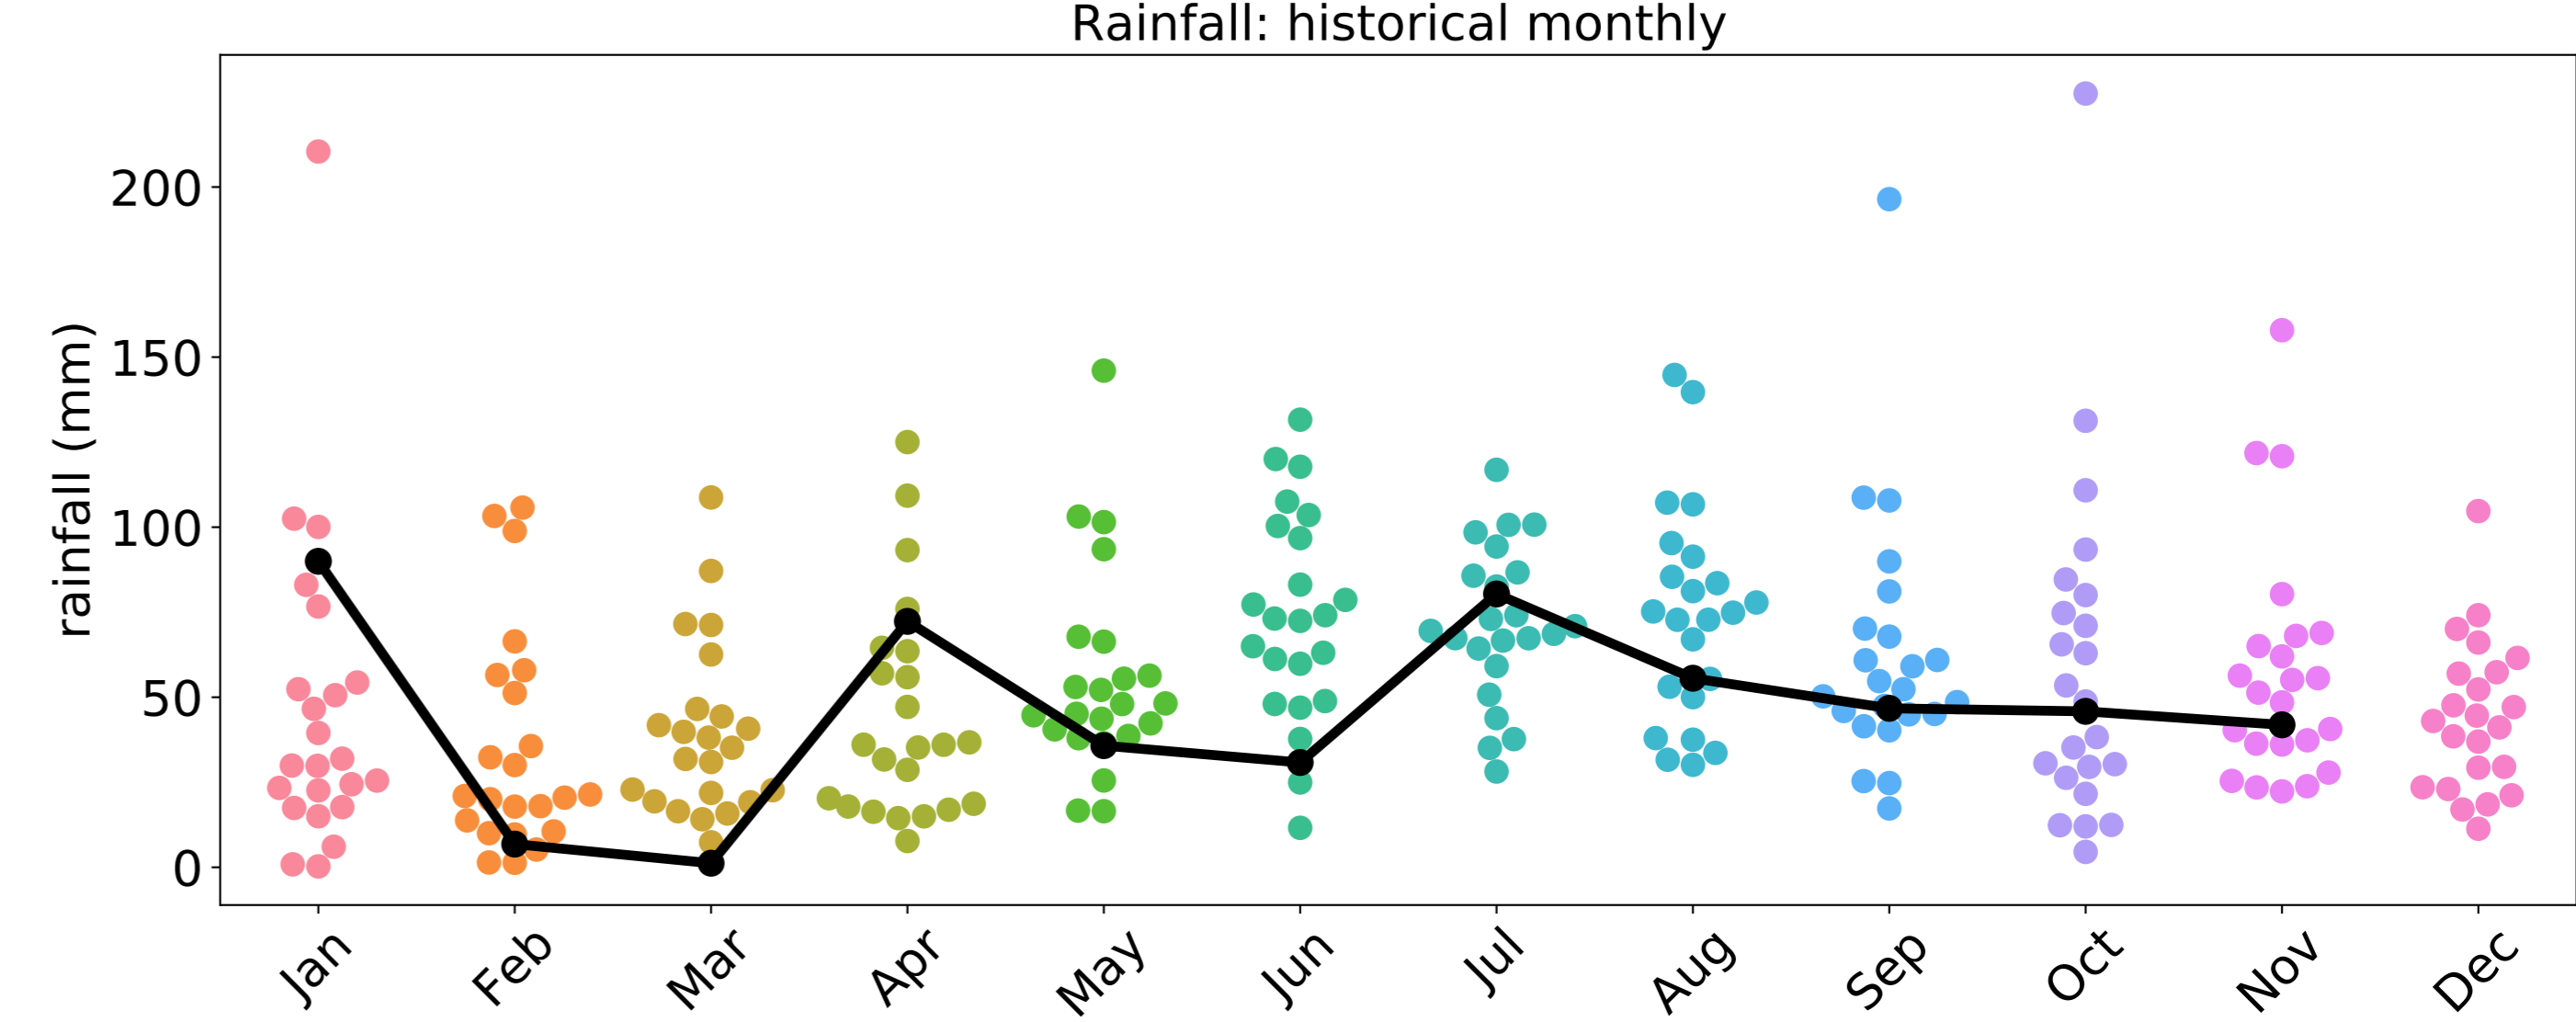 Rainfall: historical monthly
rainfall (mm)
200
150
100
50
0
Jan
Feb
Mar
Apr
May
Jun
Jul
Aug
Sep
Oct
Nov
Dec